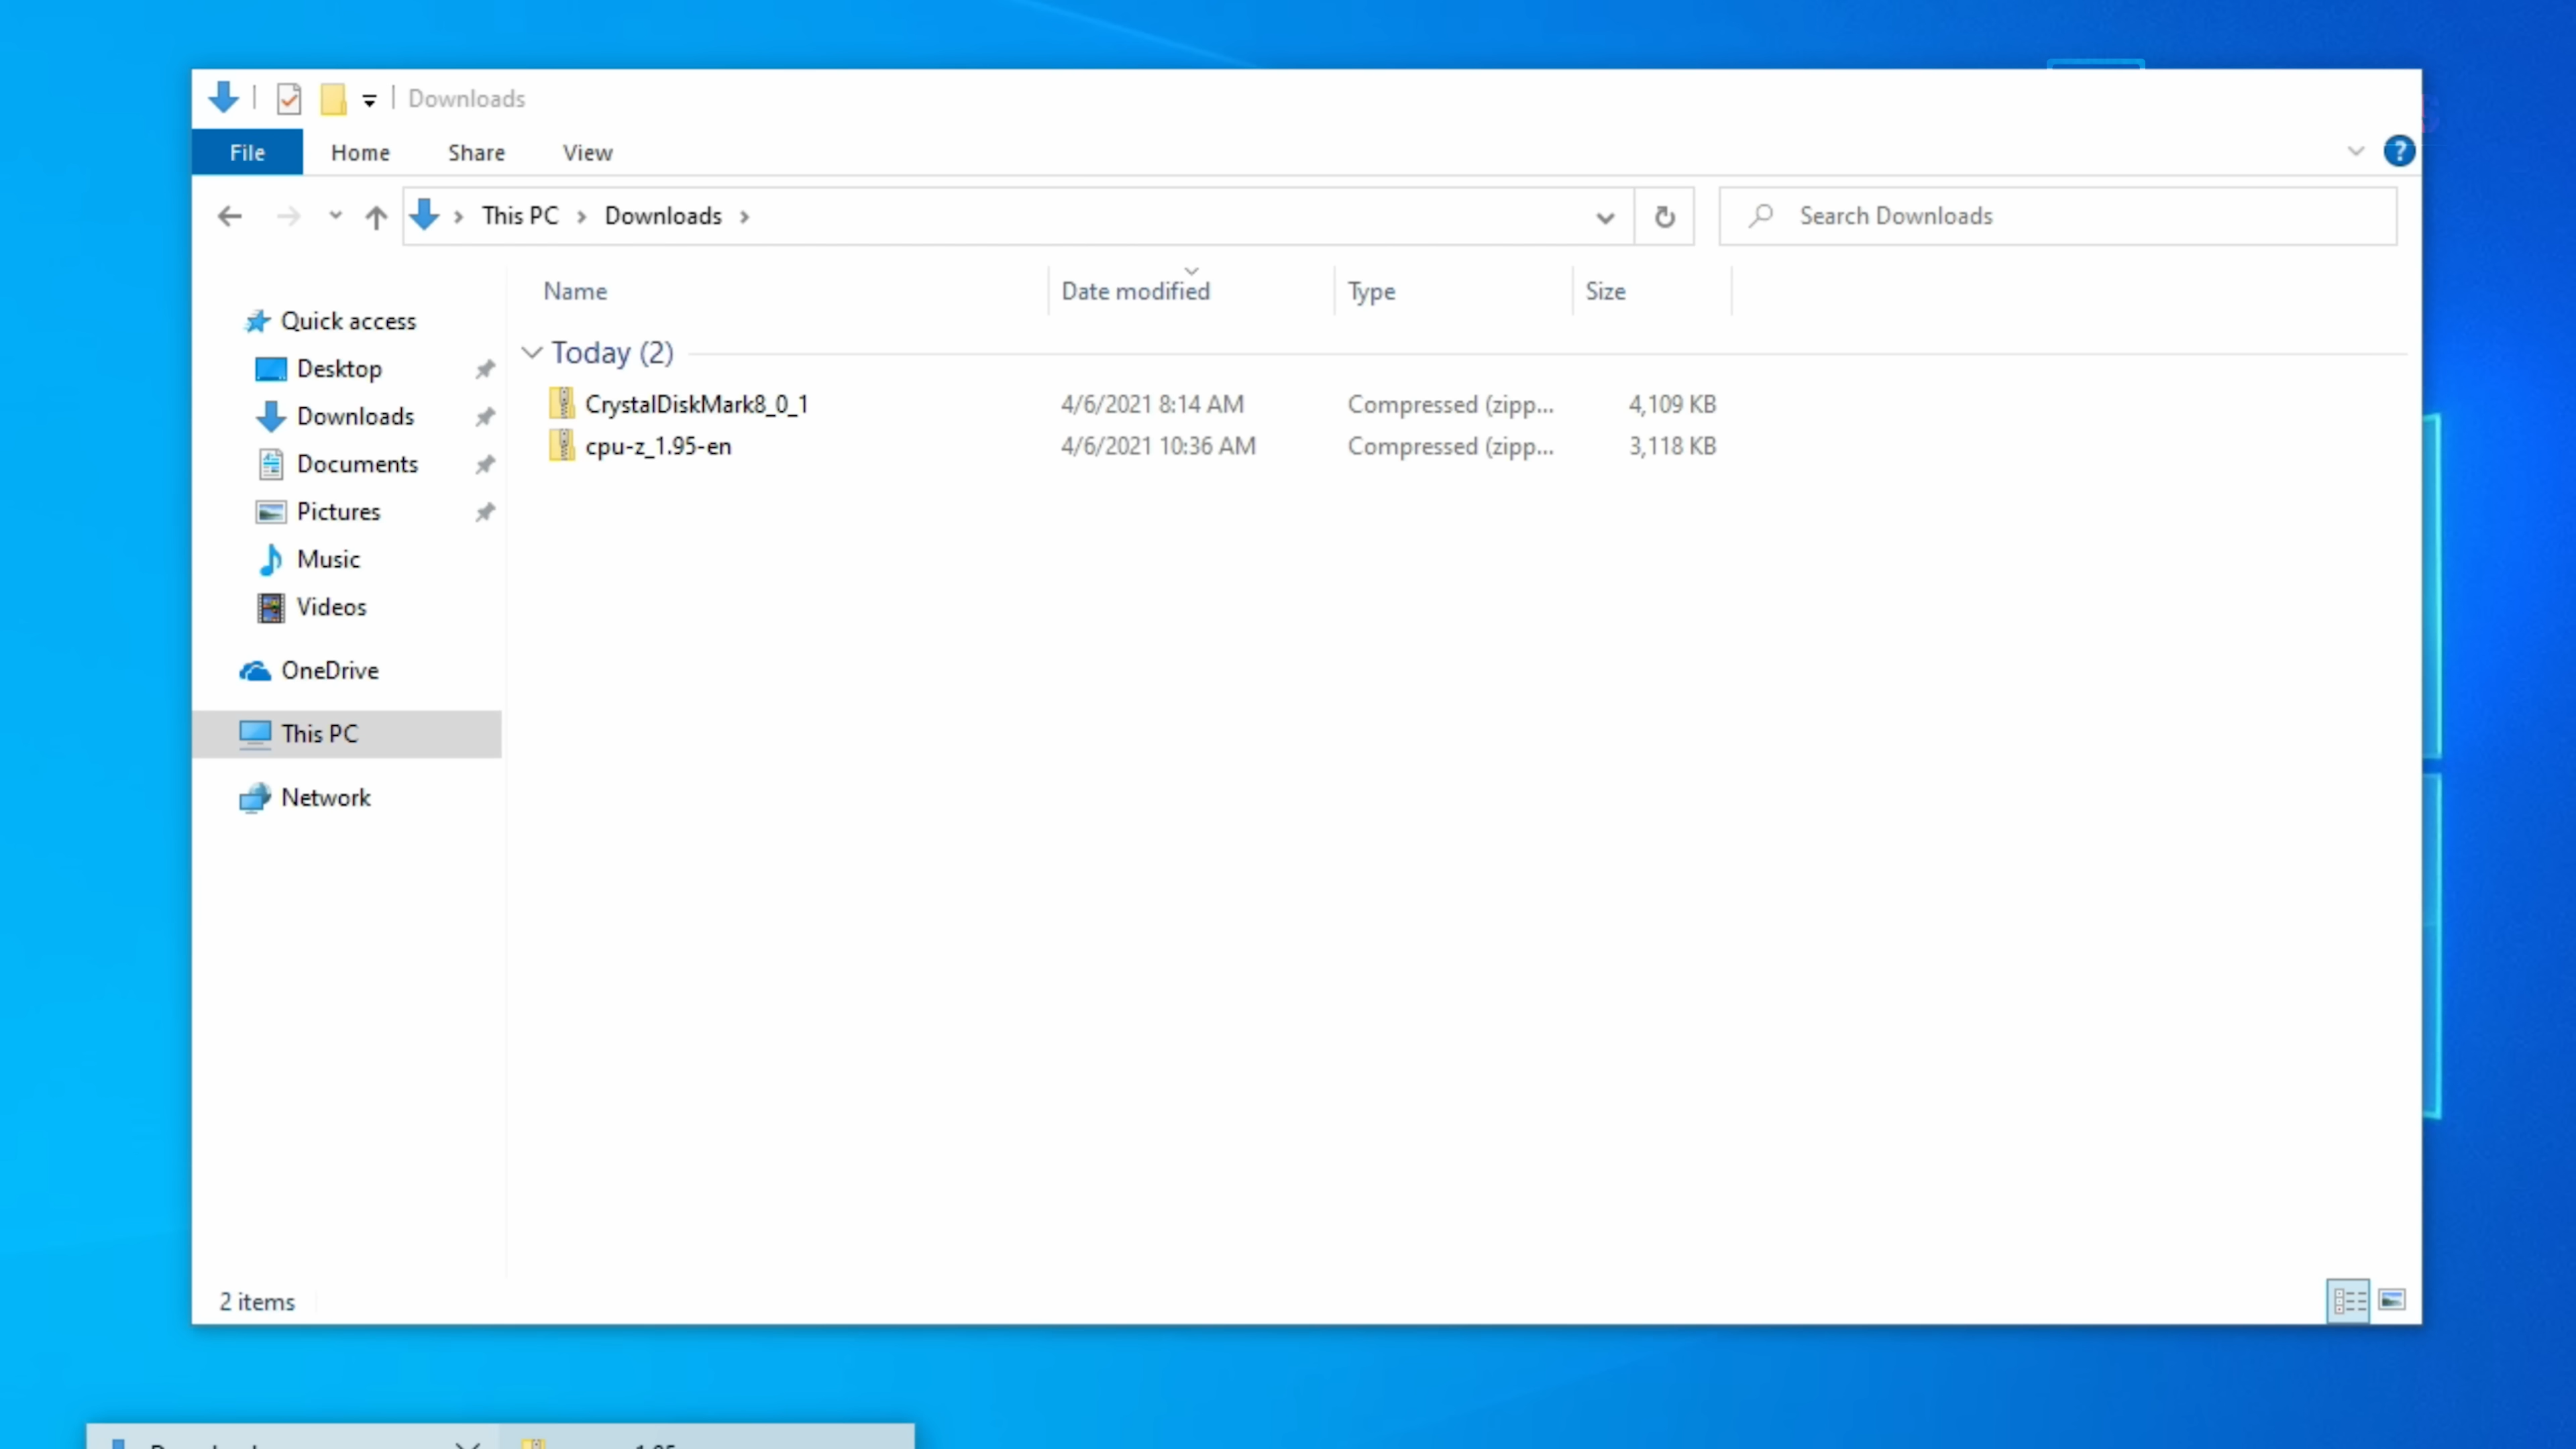 Downloads
File Home Share View
This PC Downloads Search Downloads
Name Date modified Type Size
Quick access
Today (2)
Desktop
CrystalDiskMark8_0_1 4/6/2021 8:14 AM Compressed (zipp... 4,109 KB
Downloads
cpu-z_1.95-en 4/6/2021 10:36 AM Compressed (zipp... 3,118 KB
Documents
Pictures
Music
Videos
OneDrive
This PC
Network
2 items